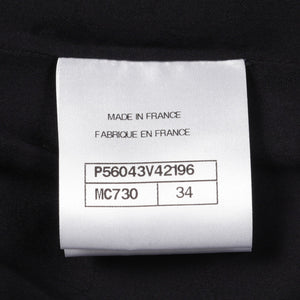 MADE IN FRANCE
FABRIQUE EN FRANCE
P56043V42196
MC730 34